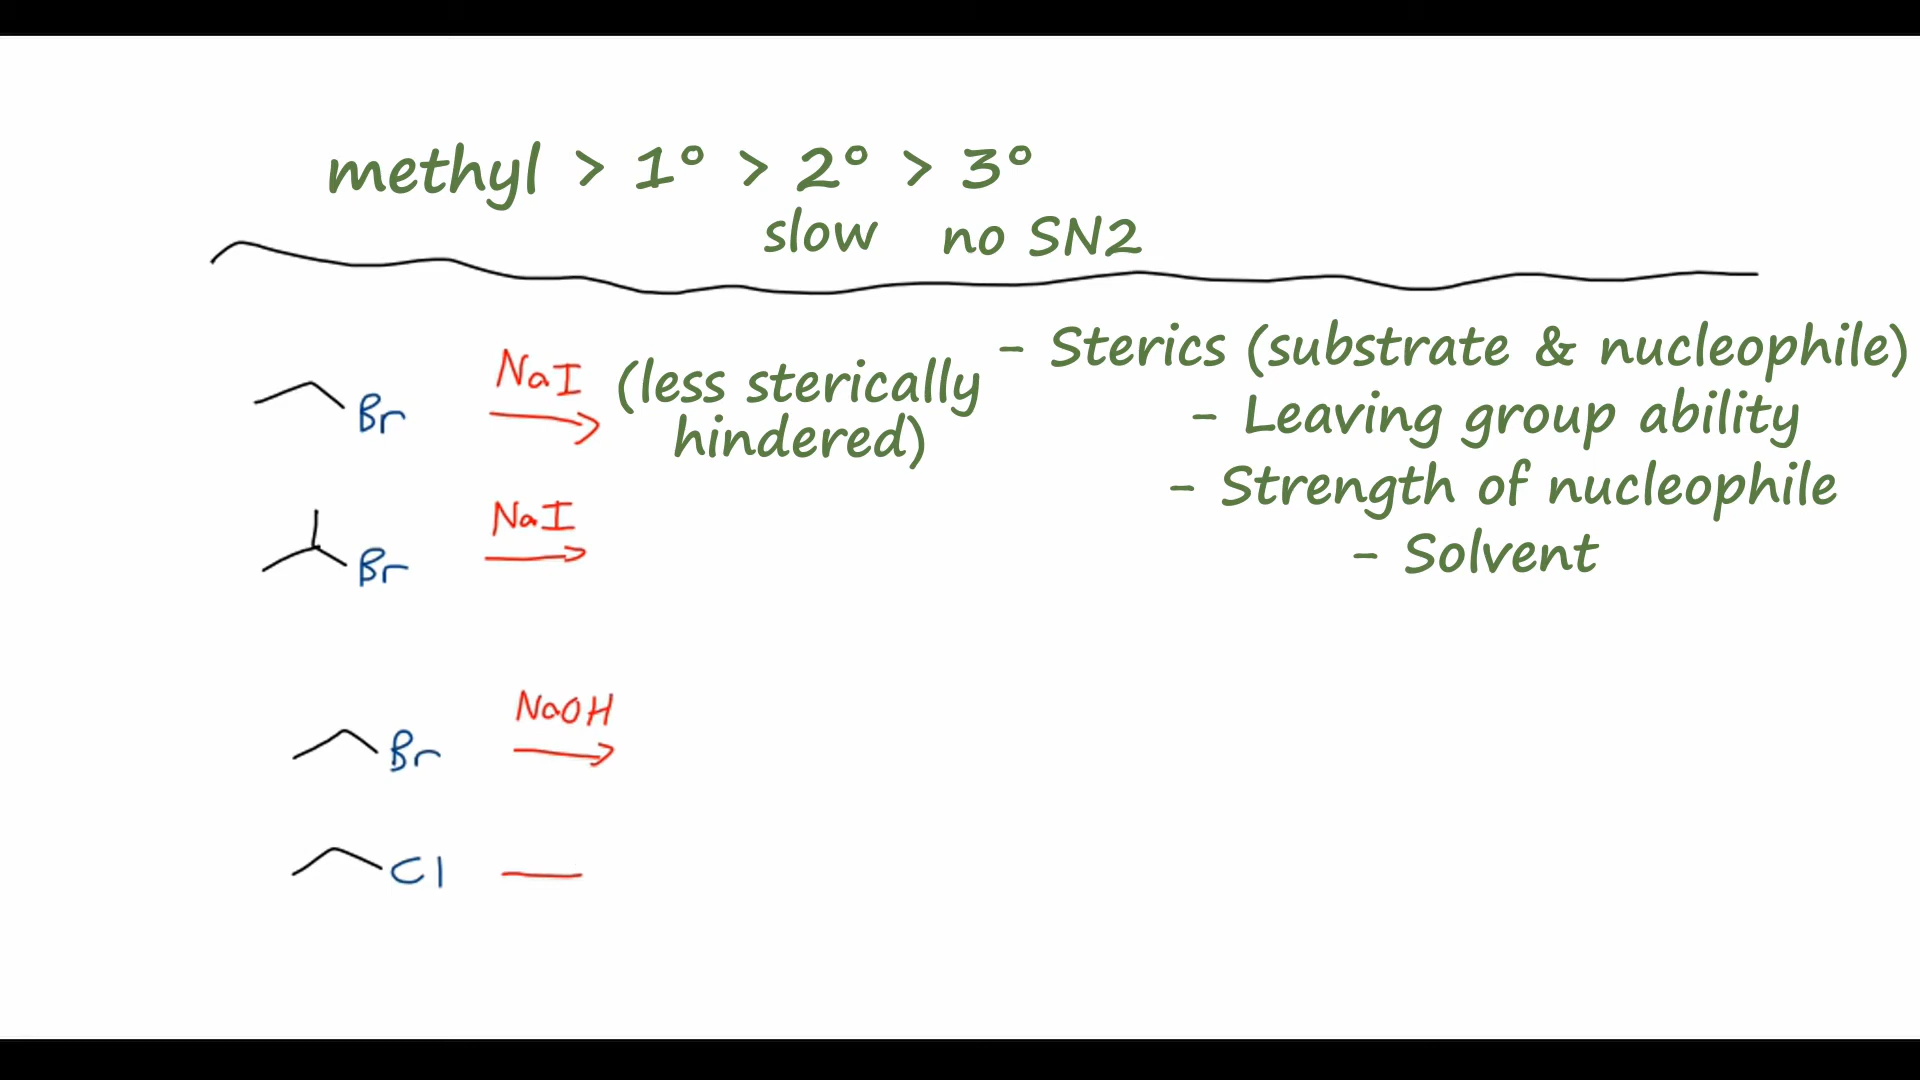 methyl > 1° > 2° > 3°
slow no SN2
NaI
(less sterically
hindered)
Br
- Sterics (substrate & nucleophile)
- Leaving group ability
- Strength of nucleophile
- Solvent
NaI
Br
NaOH
Br
Cl